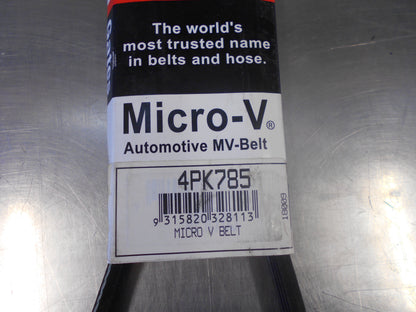 The world's
most trusted name
in belts and hose.
Gates
Micro-V®
Automotive MV-Belt
4PK785
9 315820 328113
MICRO V BELT